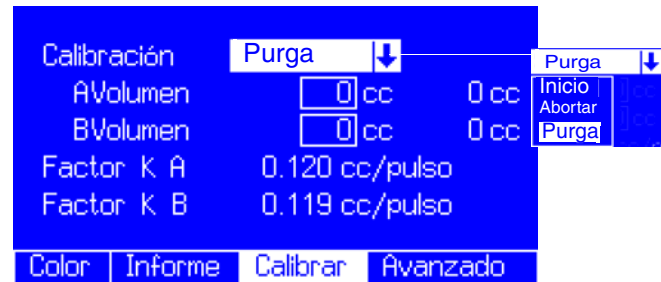 Calibración Purga
AVolumen 0 cc 0 cc
BVolumen 0 cc 0 cc
Factor K A 0.120 cc/pulso
Factor K B 0.119 cc/pulso
Color Informe Calibrar Avanzado
Purga
Inicio
Abortar
Purga